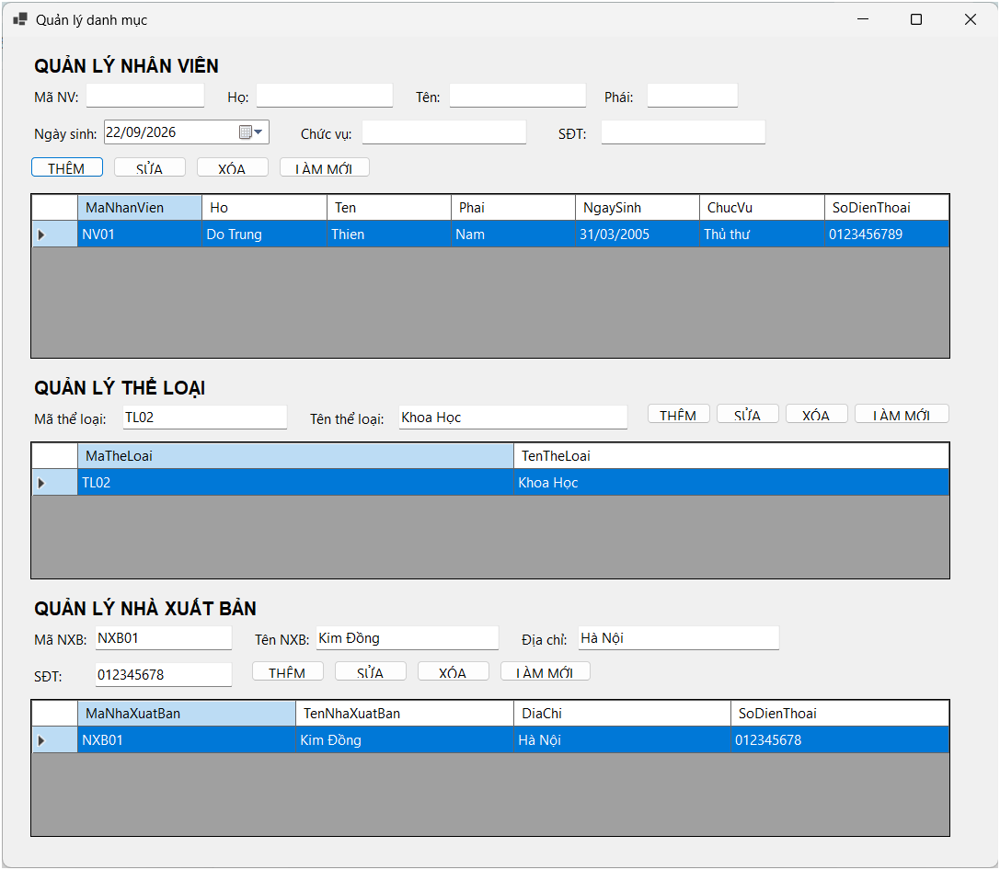 Quản lý danh mục
QUẢN LÝ NHÂN VIÊN
Mã NV: Họ: Tên: Phái:
Ngày sinh: 22/09/2026 Chức vụ: SĐT:
THÊM SỬA XÓA LÀM MỚI
MaNhanVien Ho Ten Phai NgaySinh ChucVu SoDienThoai
NV01 Do Trung Thien Nam 31/03/2005 Thủ thư 0123456789
QUẢN LÝ THỂ LOẠI
Mã thể loại: TL02 Tên thể loại: Khoa Học THÊM SỬA XÓA LÀM MỚI
MaTheLoai TenTheLoai
TL02 Khoa Học
QUẢN LÝ NHÀ XUẤT BẢN
Mã NXB: NXB01 Tên NXB: Kim Đồng Địa chỉ: Hà Nội
SĐT: 012345678 THÊM SỬA XÓA LÀM MỚI
MaNhaXuatBan TenNhaXuatBan DiaChi SoDienThoai
NXB01 Kim Đồng Hà Nội 012345678